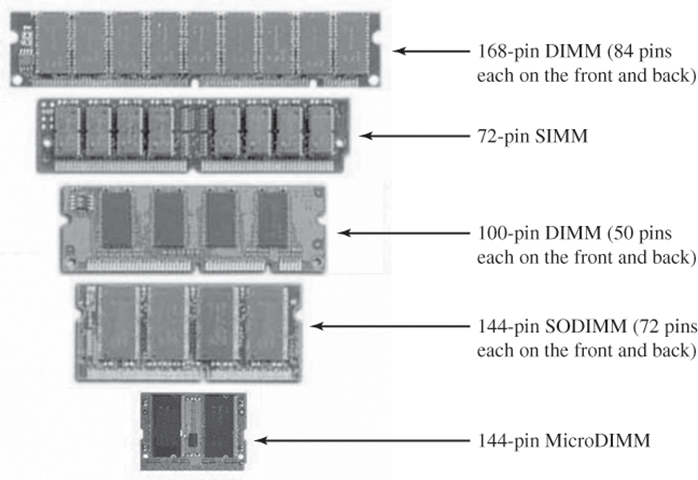 168-pin DIMM (84 pins
each on the front and back)
72-pin SIMM
100-pin DIMM (50 pins
each on the front and back)
144-pin SODIMM (72 pins
each on the front and back)
144-pin MicroDIMM